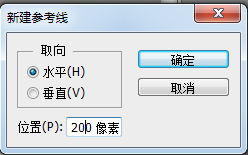 新建参考线
取向
水平(H)
垂直(V)
位置(P): 200 像素
确定
取消